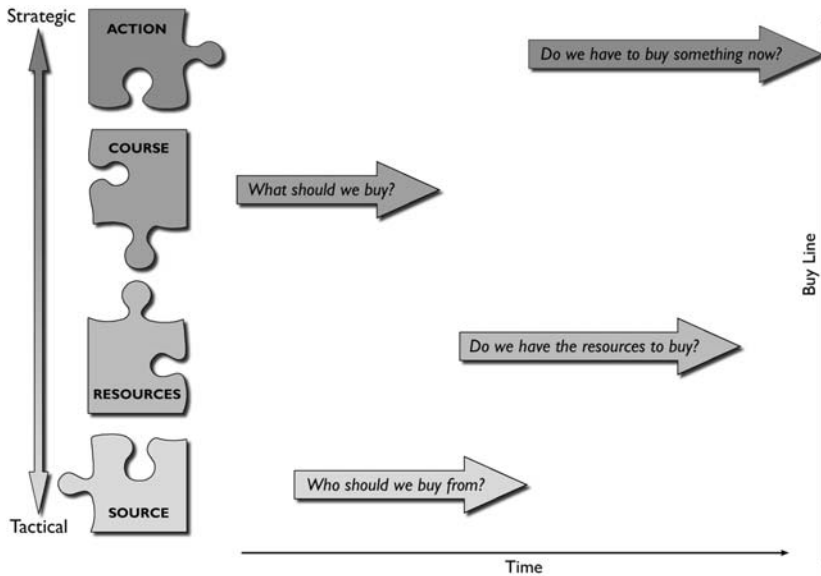 Strategic
ACTION
Do we have to buy something now?
COURSE
What should we buy?
Buy Line
RESOURCES
Do we have the resources to buy?
SOURCE
Who should we buy from?
Tactical
Time